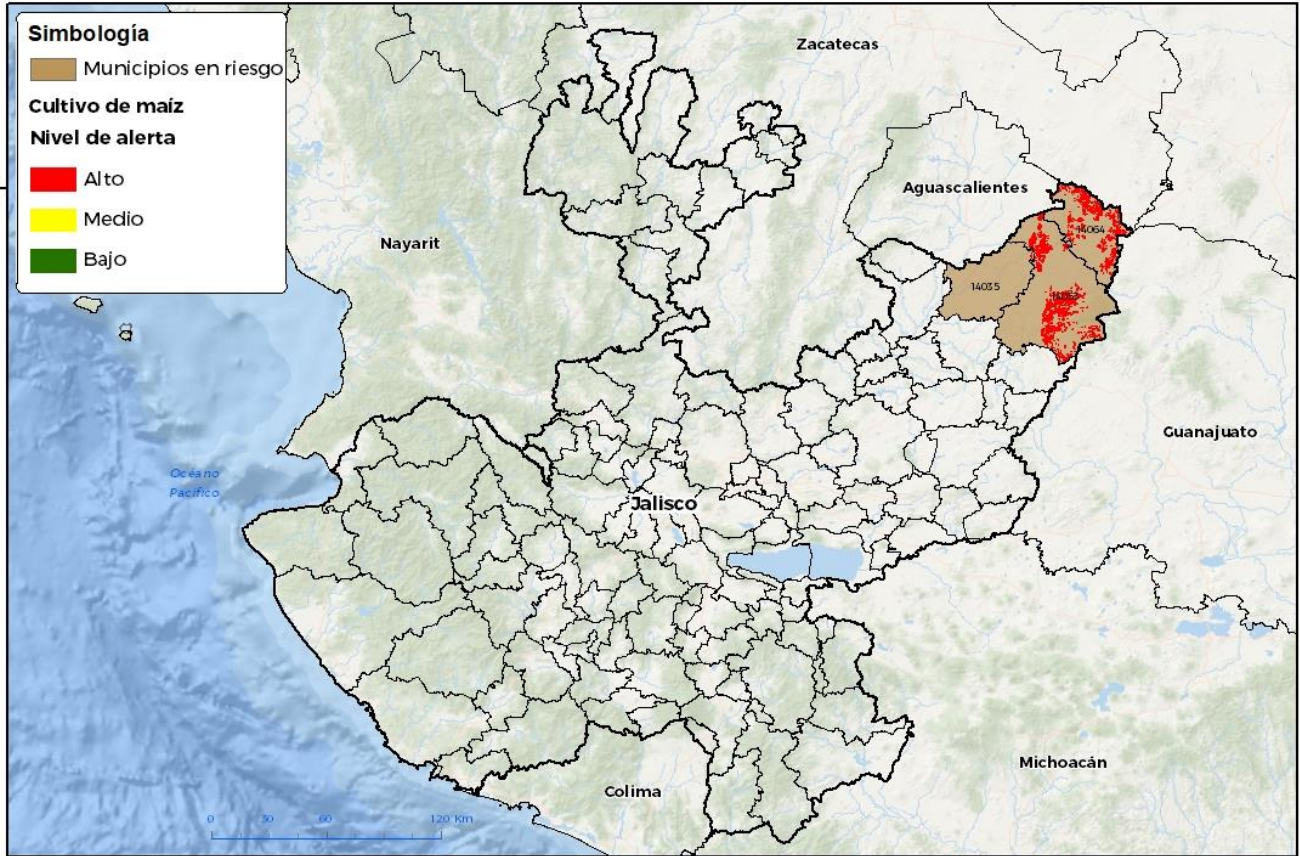 Simbología
Municipios en riesgo
Cultivo de maíz
Nivel de alerta
Alto
Medio
Bajo
Zacatecas
Aguascalientes
Nayarit
14064
14035
Guanajuato
Océano
Pacífico
Jalisco
Michoacán
Colima
0 30 60 120 Km